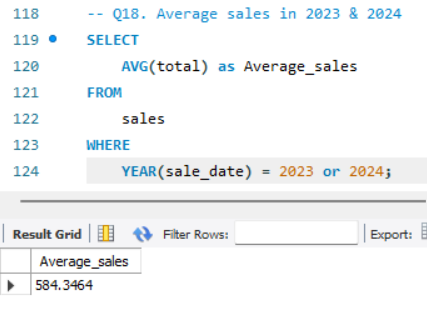 118 -- Q18. Average sales in 2023 & 2024
119 SELECT
120 AVG(total) as Average_sales
121 FROM
122 sales
123 WHERE
124 YEAR(sale_date) = 2023 or 2024;
Result Grid Filter Rows: Export:
Average_sales
584.3464